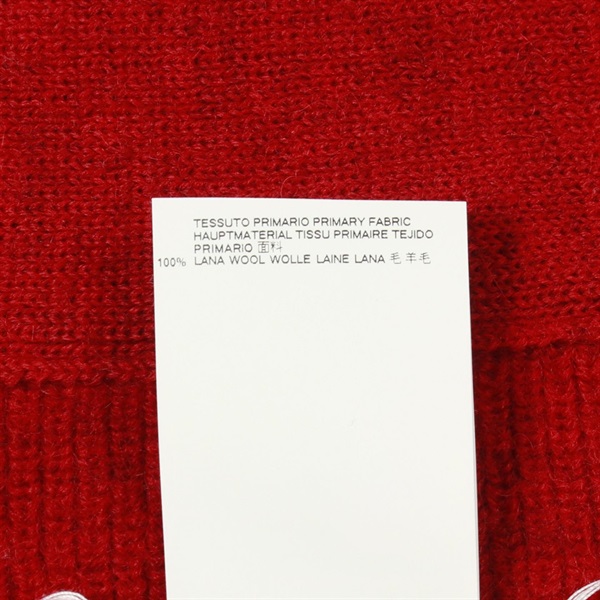 TESSUTO PRIMARIO PRIMARY FABRIC
HAUPTMATERIAL TISSU PRIMAIRE TEJIDO
PRIMARIO 面料
100% LANA WOOL WOLLE LAINE LANA 毛 羊毛